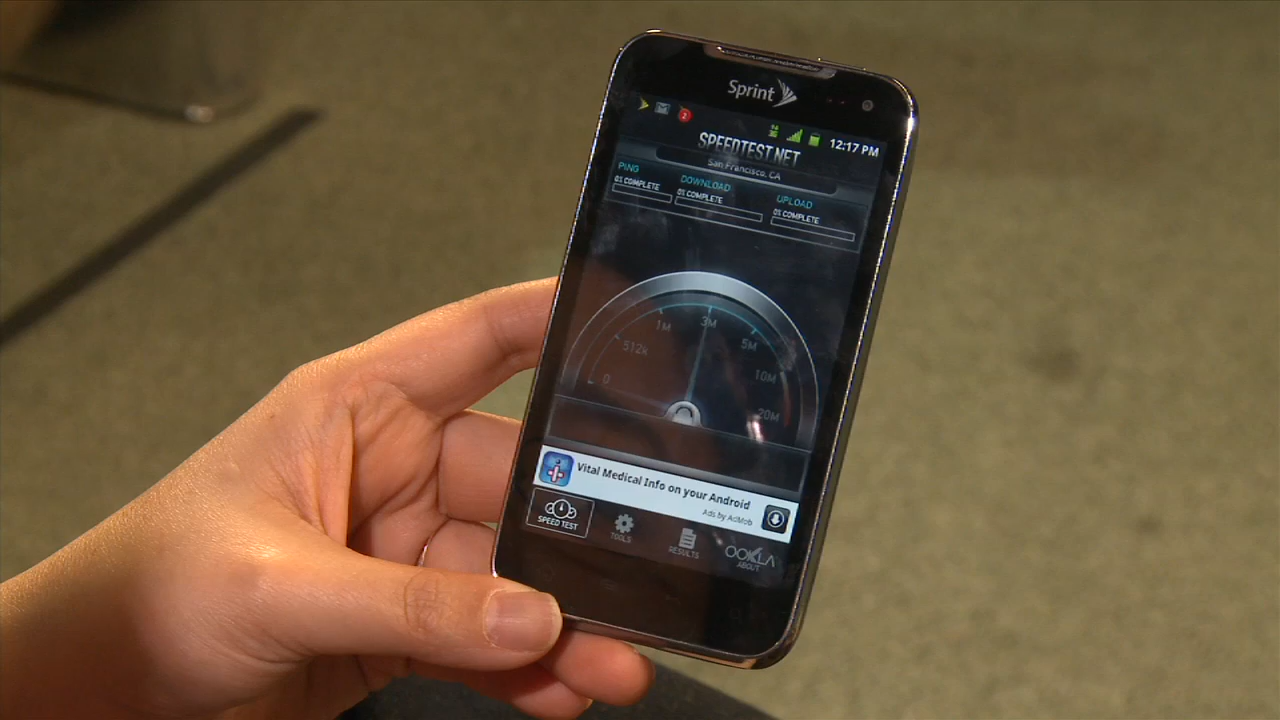 Sprint
2
12:17 PM
SPEEDTEST.NET
San Francisco, CA
PING
0% COMPLETE
DOWNLOAD
0% COMPLETE
UPLOAD
0% COMPLETE
0
512k
1M
3M
5M
10M
20M
Vital Medical Info on your Android
Ads by AdMob
SPEED TEST
TOOLS
RESULTS
OOKLA
ABOUT